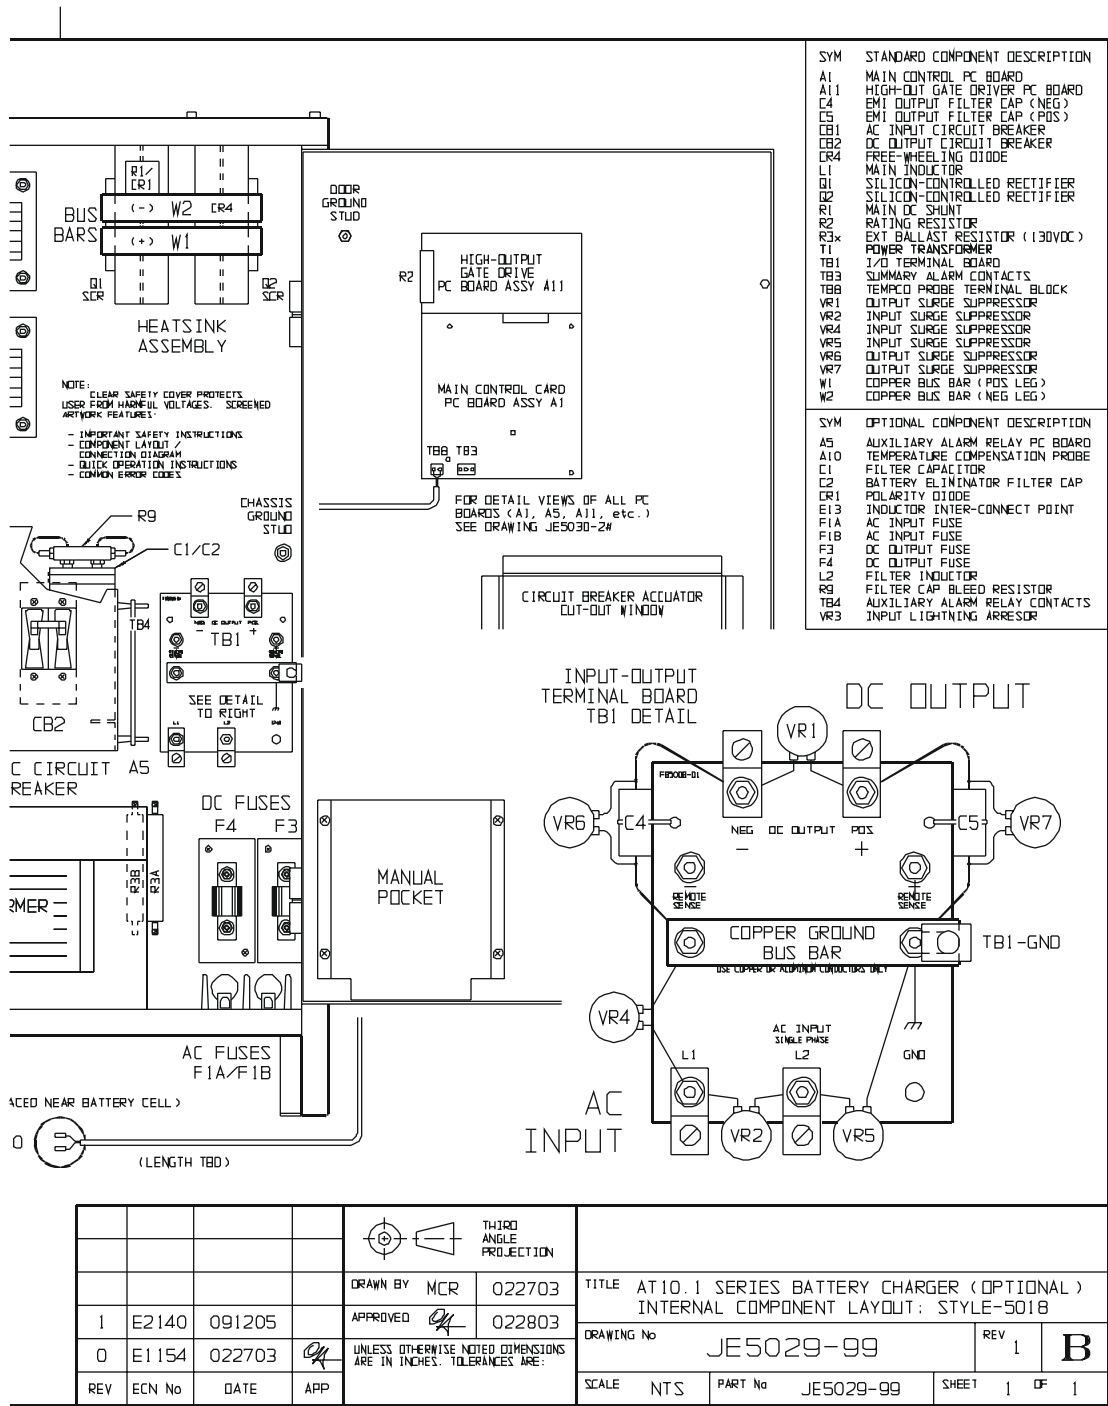 SYM STANDARD COMPONENT DESCRIPTION
A1 MAIN CONTROL PC BOARD
A11 HIGH-OUT GATE DRIVER PC BOARD
C4 EMI OUTPUT FILTER CAP (NEG)
C5 EMI OUTPUT FILTER CAP (POS)
CB1 AC INPUT CIRCUIT BREAKER
CB2 DC OUTPUT CIRCUIT BREAKER
CR4 FREE-WHEELING DIODE
L1 MAIN INDUCTOR
Q1 SILICON-CONTROLLED RECTIFIER
Q2 SILICON-CONTROLLED RECTIFIER
R1 MAIN DC SHUNT
R2 RATING RESISTOR
R3x EXT BALLAST RESISTOR (130VDC)
T1 POWER TRANSFORMER
TB1 I/O TERMINAL BOARD
TB3 SUMMARY ALARM CONTACTS
TB8 TEMPCO PROBE TERMINAL BLOCK
VR1 OUTPUT SURGE SUPPRESSOR
VR2 INPUT SURGE SUPPRESSOR
VR4 INPUT SURGE SUPPRESSOR
VR5 INPUT SURGE SUPPRESSOR
VR6 OUTPUT SURGE SUPPRESSOR
VR7 OUTPUT SURGE SUPPRESSOR
W1 COPPER BUS BAR (POS LEG)
W2 COPPER BUS BAR (NEG LEG)
SYM OPTIONAL COMPONENT DESCRIPTION
A5 AUXILIARY ALARM RELAY PC BOARD
A10 TEMPERATURE COMPENSATION PROBE
C1 FILTER CAPACITOR
C2 BATTERY ELIMINATOR FILTER CAP
CR1 POLARITY DIODE
E13 INDUCTOR INTER-CONNECT POINT
F1A AC INPUT FUSE
F1B AC INPUT FUSE
F3 DC OUTPUT FUSE
F4 DC OUTPUT FUSE
L2 FILTER INDUCTOR
R9 FILTER CAP BLEED RESISTOR
TB4 AUXILIARY ALARM RELAY CONTACTS
VR3 INPUT LIGHTNING ARRESOR
R1/
CR1
BUS
BARS
(-) W2 CR4
(+) W1
Q1
SCR
Q2
SCR
HEATSINK
ASSEMBLY
DOOR
GROUND
STUD
R2
HIGH-OUTPUT
GATE DRIVE
PC BOARD ASSY A11
MAIN CONTROL CARD
PC BOARD ASSY A1
TB8 TB3
NOTE:
CLEAR SAFETY COVER PROTECTS
USER FROM HARMFUL VOLTAGES. SCREENED
ARTWORK FEATURES:
- IMPORTANT SAFETY INSTRUCTIONS
- COMPONENT LAYOUT /
CONNECTION DIAGRAM
- QUICK OPERATION INSTRUCTIONS
- COMMON ERROR CODES
FOR DETAIL VIEWS OF ALL PC
BOARDS (A1, A5, A11, etc.)
SEE DRAWING JE5030-2#
CHASSIS
GROUND
STUD
R9
C1/C2
CIRCUIT BREAKER ACCUATOR
CUT-OUT WINDOW
TB4
NEG DC OUTPUT POS
- +
TB1
SEE DETAIL
TO RIGHT
L1 L2 GND
CB2
A5
C CIRCUIT
REAKER
INPUT-OUTPUT
TERMINAL BOARD
TB1 DETAIL
DC OUTPUT
VR1
VR6
C4
C5
VR7
NEG DC OUTPUT POS
- +
REMOTE
SENSE
REMOTE
SENSE
COPPER GROUND
BUS BAR
USE COPPER OR ALUMINUM CONDUCTORS ONLY
TB1-GND
VR4
AC INPUT
SINGLE PHASE
L1 L2 GND
AC
INPUT
VR2
VR5
DC FUSES
F4 F3
R3B
R3A
RMER
MANUAL
POCKET
AC FUSES
F1A/F1B
ACED NEAR BATTERY CELL)
0
(LENGTH TBD)
THIRD
ANGLE
PROJECTION
DRAWN BY MCR 022703
APPROVED 022803
UNLESS OTHERWISE NOTED DIMENSIONS
ARE IN INCHES. TOLERANCES ARE:
1 E2140 091205
0 E1154 022703
REV ECN No DATE APP
TITLE AT10.1 SERIES BATTERY CHARGER (OPTIONAL)
INTERNAL COMPONENT LAYOUT: STYLE-5018
DRAWING No JE5029-99 REV 1 B
SCALE NTS PART No JE5029-99 SHEET 1 OF 1